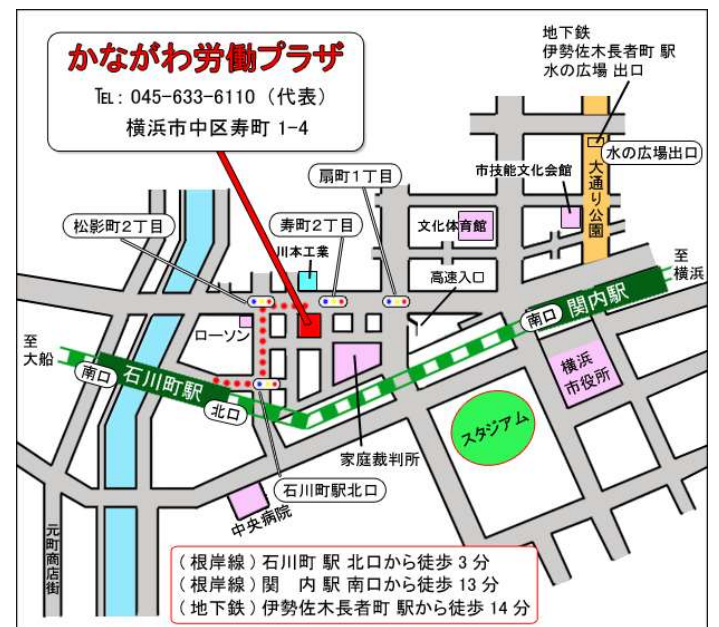 かながわ労働プラザ
℡: 045-633-6110（代表）
横浜市中区寿町 1-4
地下鉄
伊勢佐木長者町 駅
水の広場 出口
水の広場出口
大通り公園
市技能文化会館
扇町1丁目
文化体育館
寿町2丁目
松影町2丁目
川本工業
高速入口
至
横浜
関内駅
南口
ローソン
至
大船
南口
石川町駅
北口
横浜
市役所
スタジアム
家庭裁判所
石川町駅北口
中央病院
元町商店街
（根岸線）石川町 駅 北口から徒歩 3 分
（根岸線）関　内 駅 南口から徒歩 13 分
（地下鉄）伊勢佐木長者町 駅から徒歩 14 分